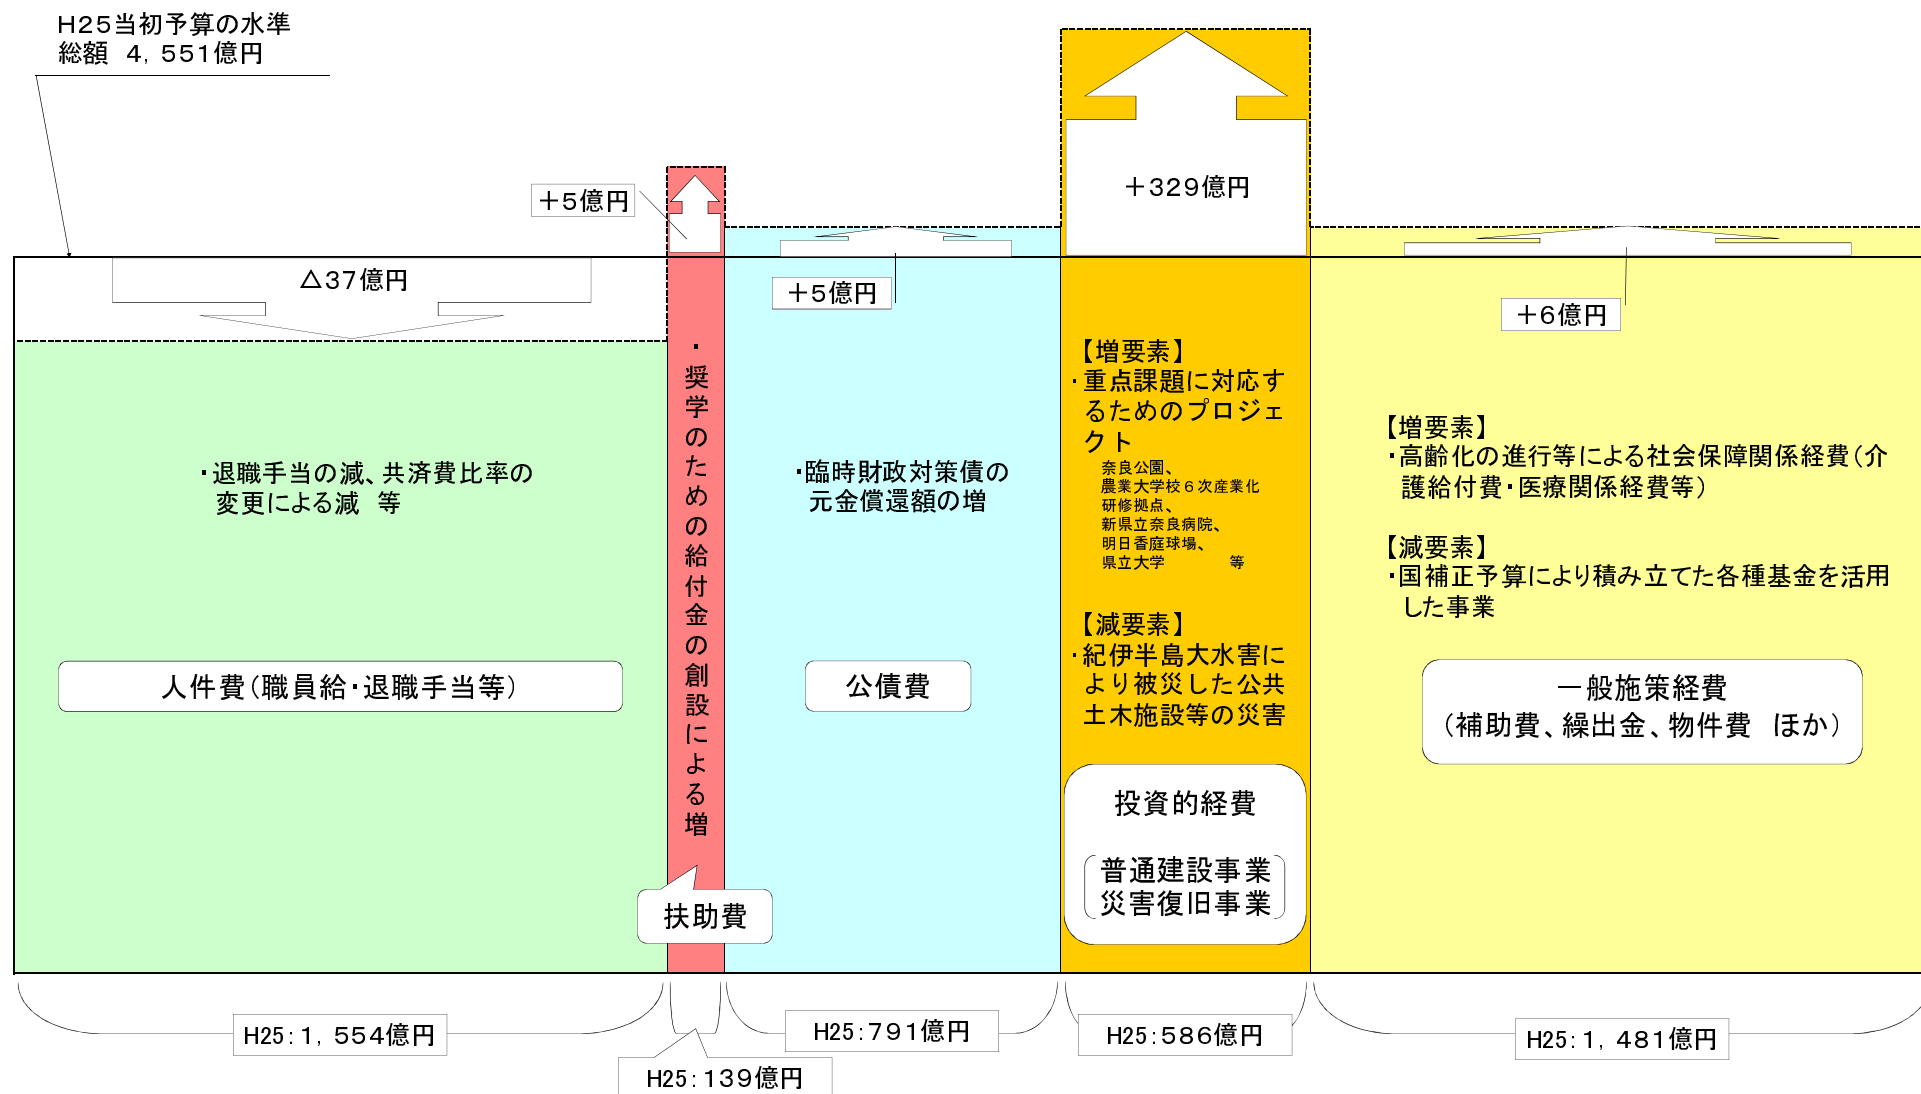 H25当初予算の水準
総額　4，551億円
＋5億円
＋329億円
△37億円
＋5億円
＋6億円
・退職手当の減、共済費比率の
変更による減　等
人件費（職員給・退職手当等）
・奨学のための給付金の創設による増
扶助費
・臨時財政対策債の
元金償還額の増
公債費
【増要素】
・重点課題に対応す
るためのプロジェ
クト
奈良公園、
農業大学校６次産業化
研修拠点、
新県立奈良病院、
明日香庭球場、
県立大学　　　　等
【減要素】
・紀伊半島大水害に
より被災した公共
土木施設等の災害
投資的経費
普通建設事業
災害復旧事業
【増要素】
・高齢化の進行等による社会保障関係経費（介
護給付費・医療関係経費等）
【減要素】
・国補正予算により積み立てた各種基金を活用
した事業
一般施策経費
（補助費、繰出金、物件費　ほか）
H25：1，554億円
H25：139億円
H25：791億円
H25：586億円
H25：1，481億円